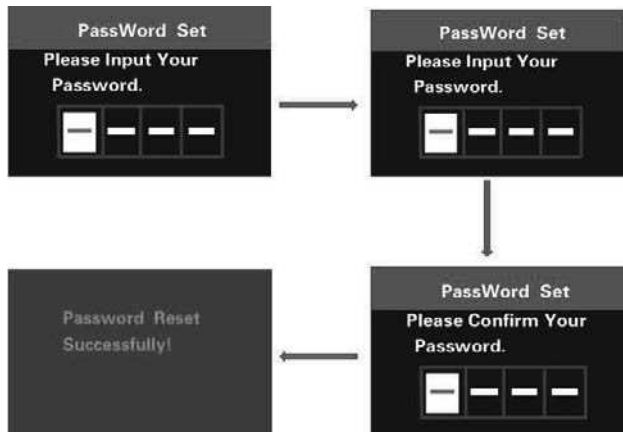 PassWord Set
Please Input Your
Password.
PassWord Set
Please Input Your
Password.
PassWord Set
Please Confirm Your
Password.
Password Reset
Successfully!